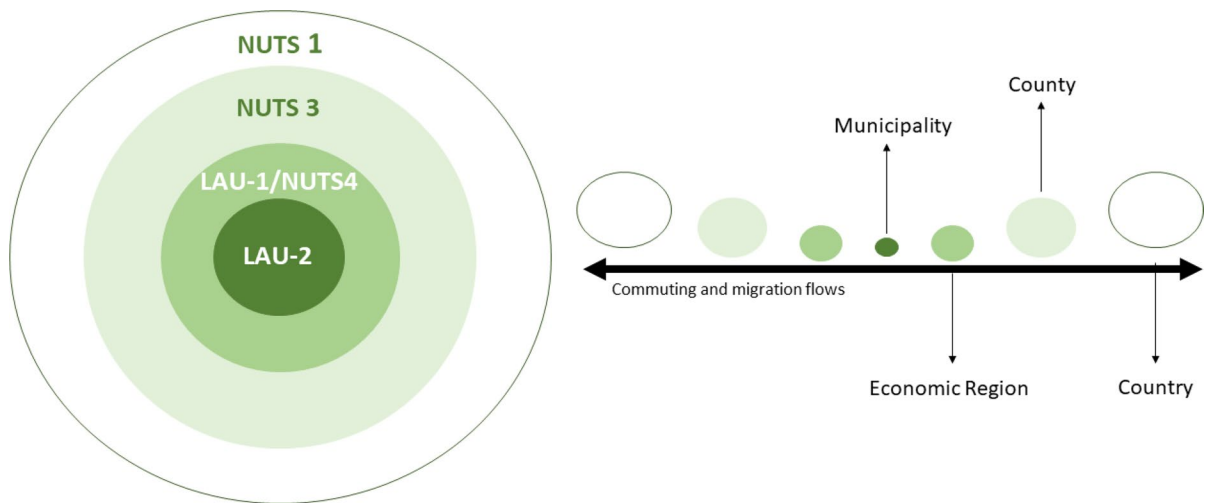 NUTS 1
NUTS 3
LAU-1/NUTS4
LAU-2
County
Municipality
Commuting and migration flows
Economic Region
Country